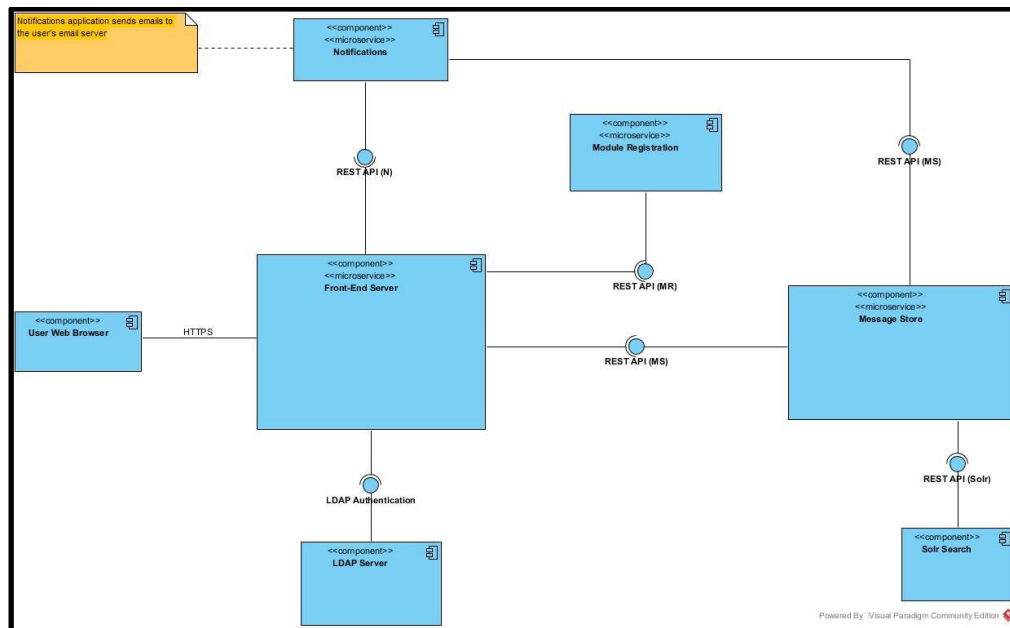 Notifications application sends emails to
the user's email server
<<component>>
<<microservice>>
Notifications
<<component>>
<<microservice>>
Module Registration
REST API (N)
REST API (MS)
<<component>>
<<microservice>>
Front-End Server
REST API (MR)
<<component>>
<<microservice>>
Message Store
<<component>>
User Web Browser
HTTPS
REST API (MS)
LDAP Authentication
REST API (Solr)
<<component>>
LDAP Server
<<component>>
Solr Search
Powered By Visual Paradigm Community Edition